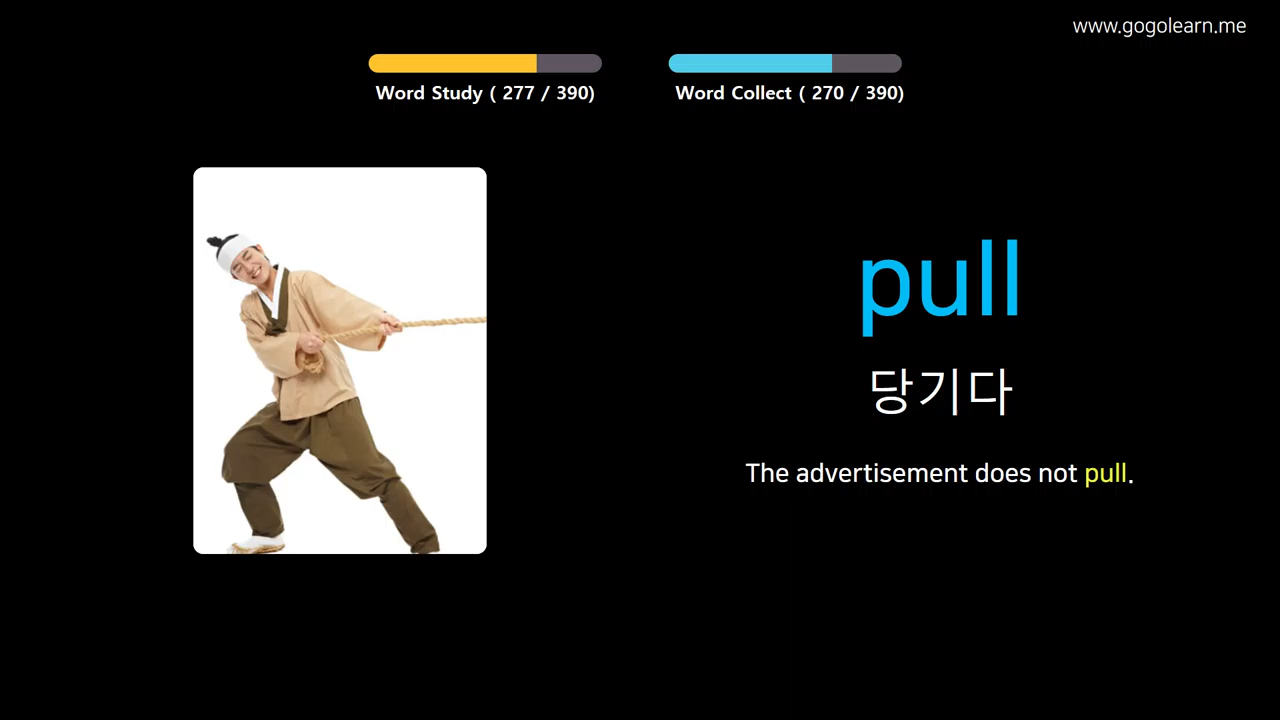 www.gogolearn.me
Word Study ( 277 / 390)
Word Collect ( 270 / 390)
pull
당기다
The advertisement does not pull.